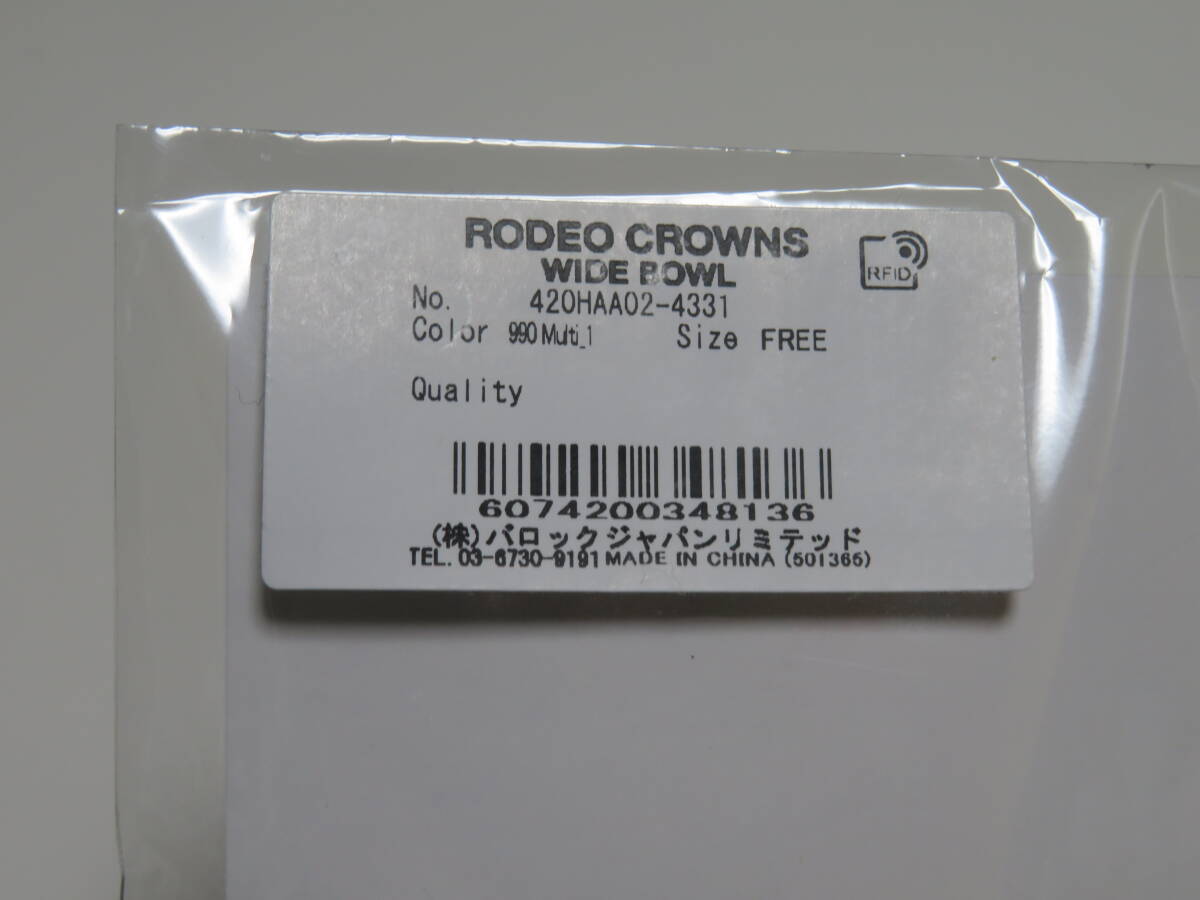 RODEO CROWNS
WIDE BOWL
RFID
No. 420HAA02-4331
Color 990 Multi_1 Size FREE
Quality
6074200348136
(株)バロックジャパンリミテッド
TEL. 03-6730-9191 MADE IN CHINA (501365)